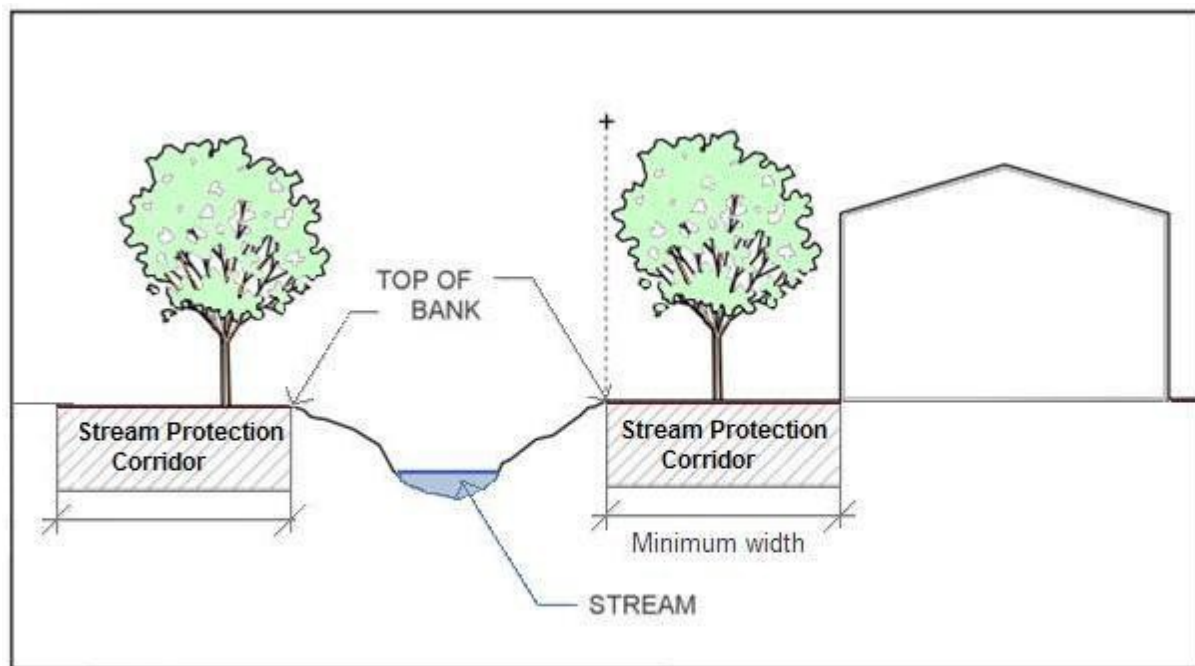 TOP OF
BANK
Stream Protection
Corridor
Stream Protection
Corridor
Minimum width
STREAM